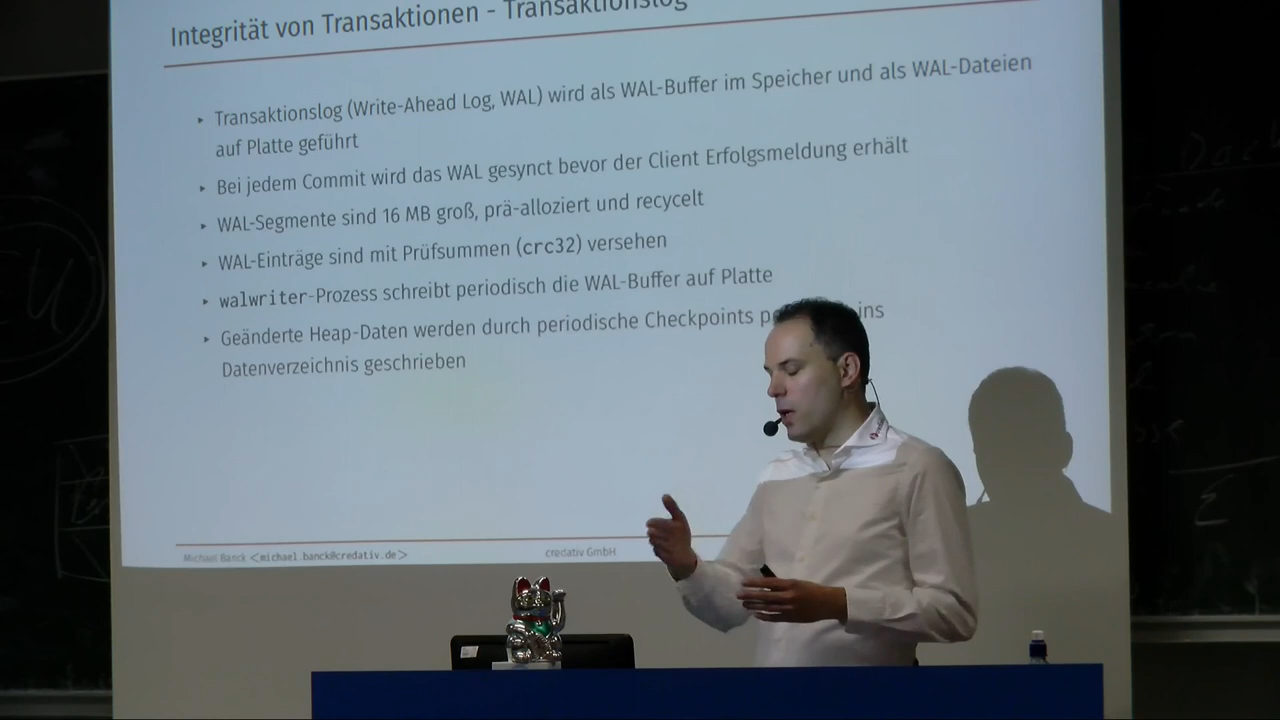 Integrität von Transaktionen - Transaktionslog
‣ Transaktionslog (Write-Ahead Log, WAL) wird als WAL-Buffer im Speicher und als WAL-Dateien
auf Platte geführt
‣ Bei jedem Commit wird das WAL gesynct bevor der Client Erfolgsmeldung erhält
‣ WAL-Segmente sind 16 MB groß, prä-alloziert und recycelt
‣ WAL-Einträge sind mit Prüfsummen (crc32) versehen
‣ walwriter-Prozess schreibt periodisch die WAL-Buffer auf Platte
‣ Geänderte Heap-Daten werden durch periodische Checkpoints ins
Datenverzeichnis geschrieben
Michael Banck <michael.banck@credativ.de> credativ GmbH